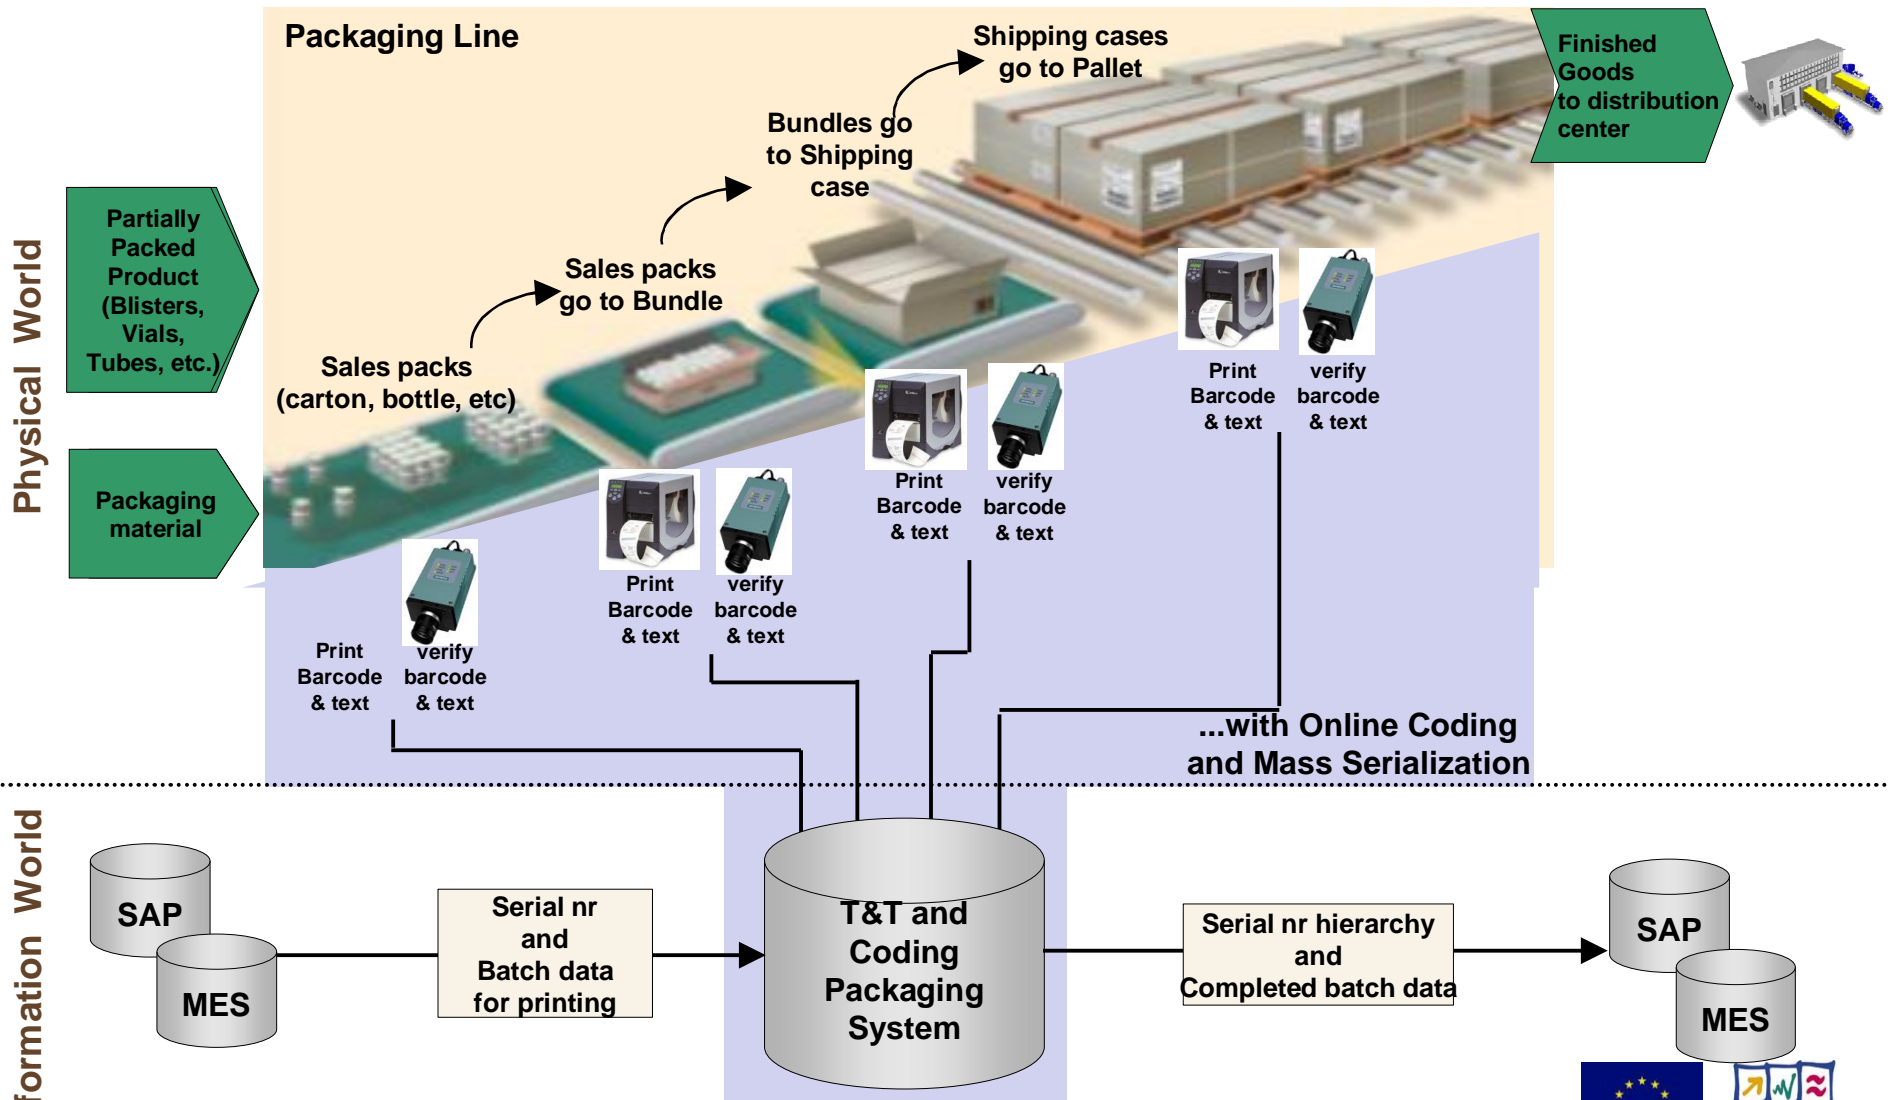 Packaging Line
Shipping cases
go to Pallet
Finished
Goods
to distribution
center
Bundles go
to Shipping
case
Partially
Packed
Product
(Blisters,
Vials,
Tubes, etc.)
Sales packs
go to Bundle
Sales packs
(carton, bottle, etc)
Physical World
Packaging
material
Print
Barcode
& text
verify
barcode
& text
Print
Barcode
& text
verify
barcode
& text
Print
Barcode
& text
verify
barcode
& text
Print
Barcode
& text
verify
barcode
& text
...with Online Coding
and Mass Serialization
formation World
SAP
MES
Serial nr
and
Batch data
for printing
T&T and
Coding
Packaging
System
Serial nr hierarchy
and
Completed batch data
SAP
MES